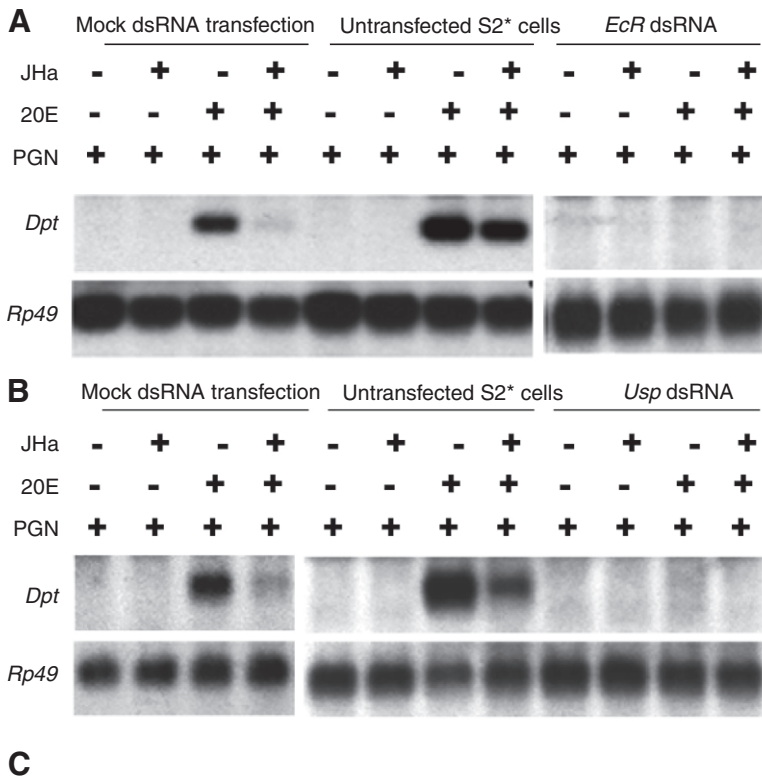 A
Mock dsRNA transfection Untransfected S2* cells EcR dsRNA
JHa - + - + - + - + - + - +
20E - - + + - - + + - - + +
PGN + + + + + + + + + + + +
Dpt
Rp49
B
Mock dsRNA transfection Untransfected S2* cells Usp dsRNA
JHa - + - + - + - + - + - +
20E - - + + - - + + - - + +
PGN + + + + + + + + + + + +
Dpt
Rp49
C